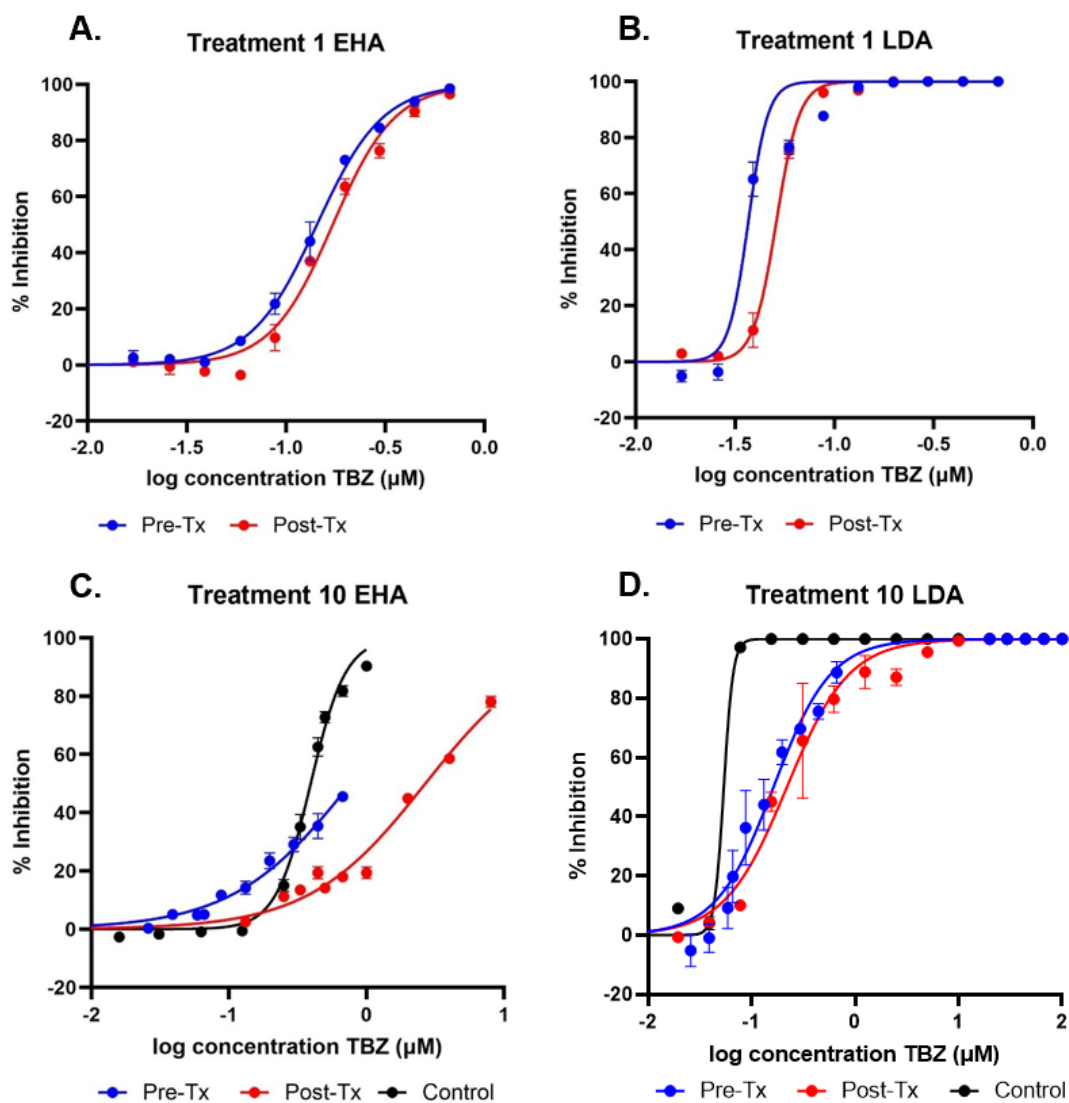 A.
Treatment 1 EHA
100
80
60
40
20
0
-20
% Inhibition
-2.0 -1.5 -1.0 -0.5 0.0
log concentration TBZ (µM)
Pre-Tx Post-Tx
B.
Treatment 1 LDA
100
80
60
40
20
0
-20
% Inhibition
-2.0 -1.5 -1.0 -0.5 0.0
log concentration TBZ (µM)
Pre-Tx Post-Tx
C.
Treatment 10 EHA
100
80
60
40
20
0
-20
% Inhibition
-2 -1 0 1
log concentration TBZ (µM)
Pre-Tx Post-Tx Control
D.
Treatment 10 LDA
100
80
60
40
20
0
-20
% Inhibition
-2 -1 0 1 2
log concentration TBZ (µM)
Pre-Tx Post-Tx Control